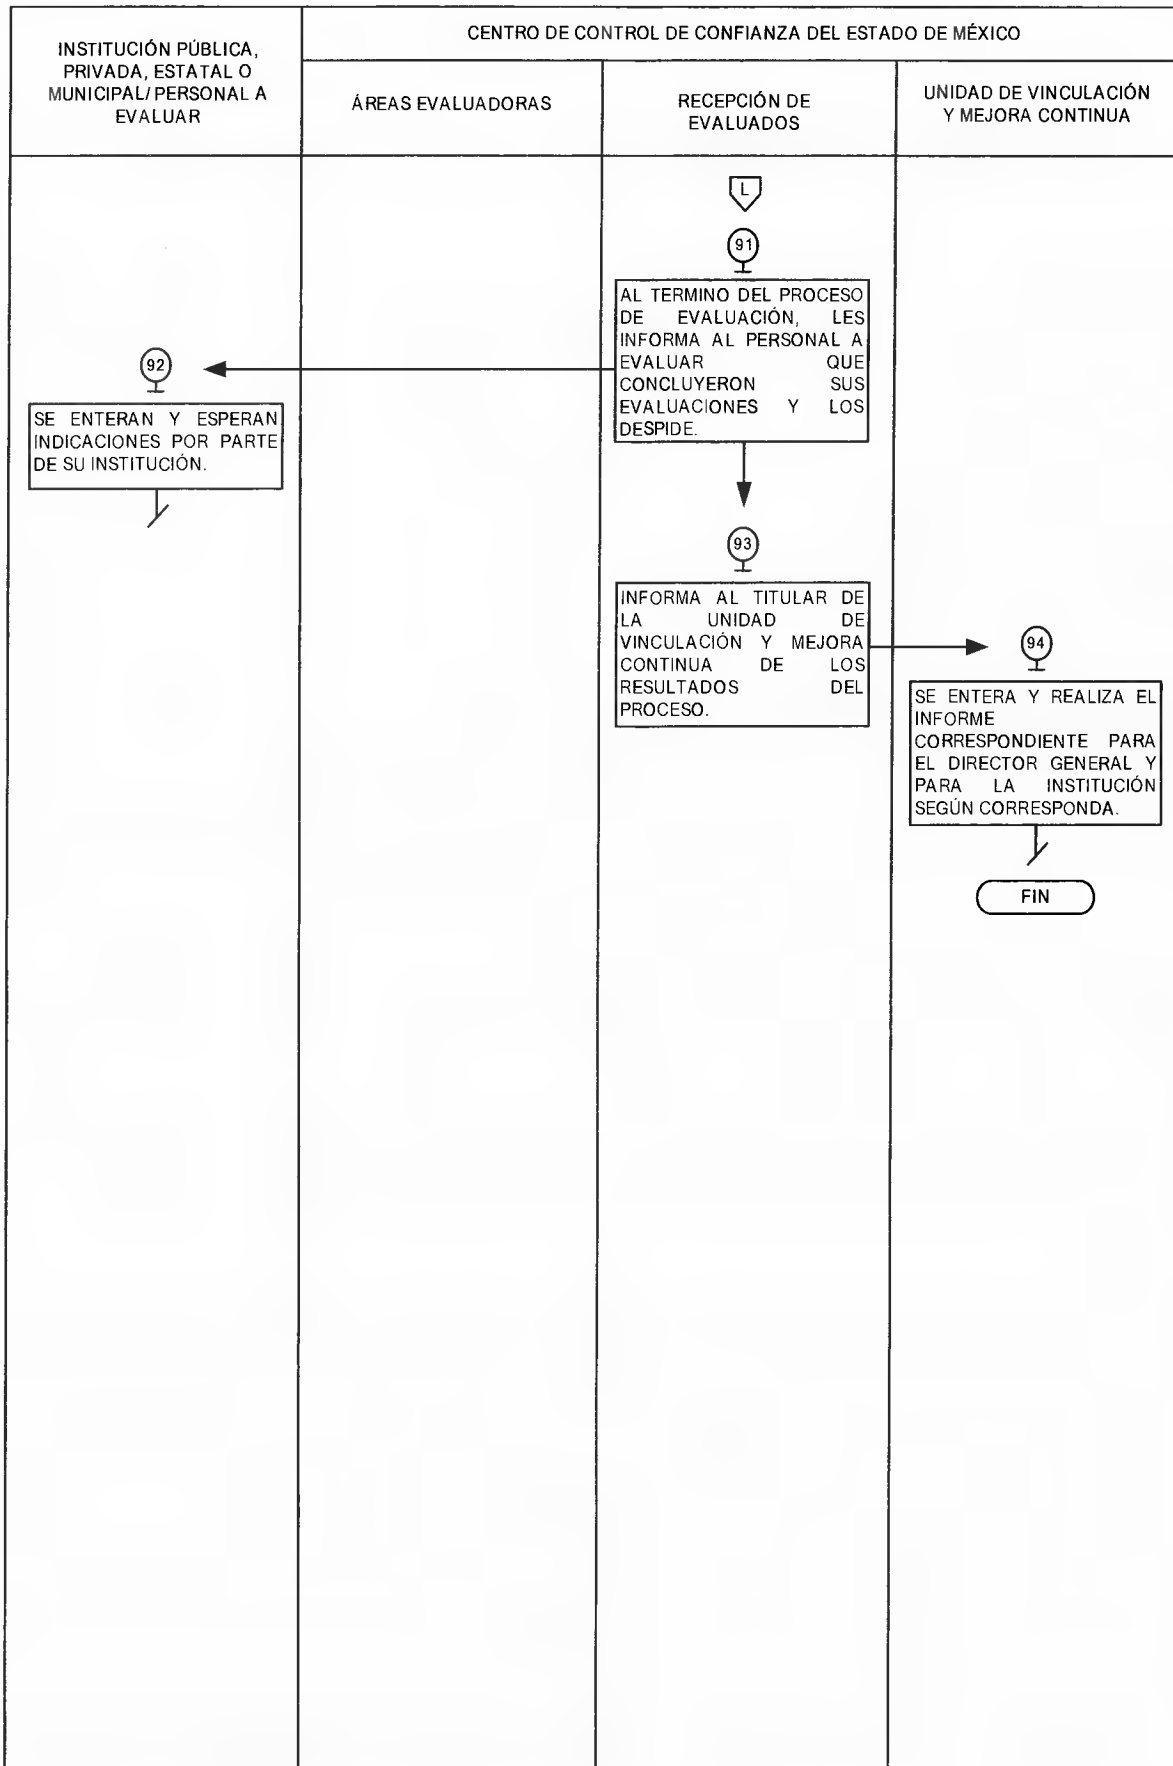 INSTITUCIÓN PÚBLICA,
PRIVADA, ESTATAL O
MUNICIPAL/ PERSONAL A
EVALUAR
CENTRO DE CONTROL DE CONFIANZA DEL ESTADO DE MÉXICO
ÁREAS EVALUADORAS
RECEPCIÓN DE
EVALUADOS
UNIDAD DE VINCULACIÓN
Y MEJORA CONTINUA
L
91
AL TERMINO DEL PROCESO
DE EVALUACIÓN, LES
INFORMA AL PERSONAL A
EVALUAR QUE
CONCLUYERON SUS
EVALUACIONES Y LOS
DESPIDE.
92
SE ENTERAN Y ESPERAN
INDICACIONES POR PARTE
DE SU INSTITUCIÓN.
93
INFORMA AL TITULAR DE
LA UNIDAD DE
VINCULACIÓN Y MEJORA
CONTINUA DE LOS
RESULTADOS DEL
PROCESO.
94
SE ENTERA Y REALIZA EL
INFORME
CORRESPONDIENTE PARA
EL DIRECTOR GENERAL Y
PARA LA INSTITUCIÓN
SEGÚN CORRESPONDA.
FIN